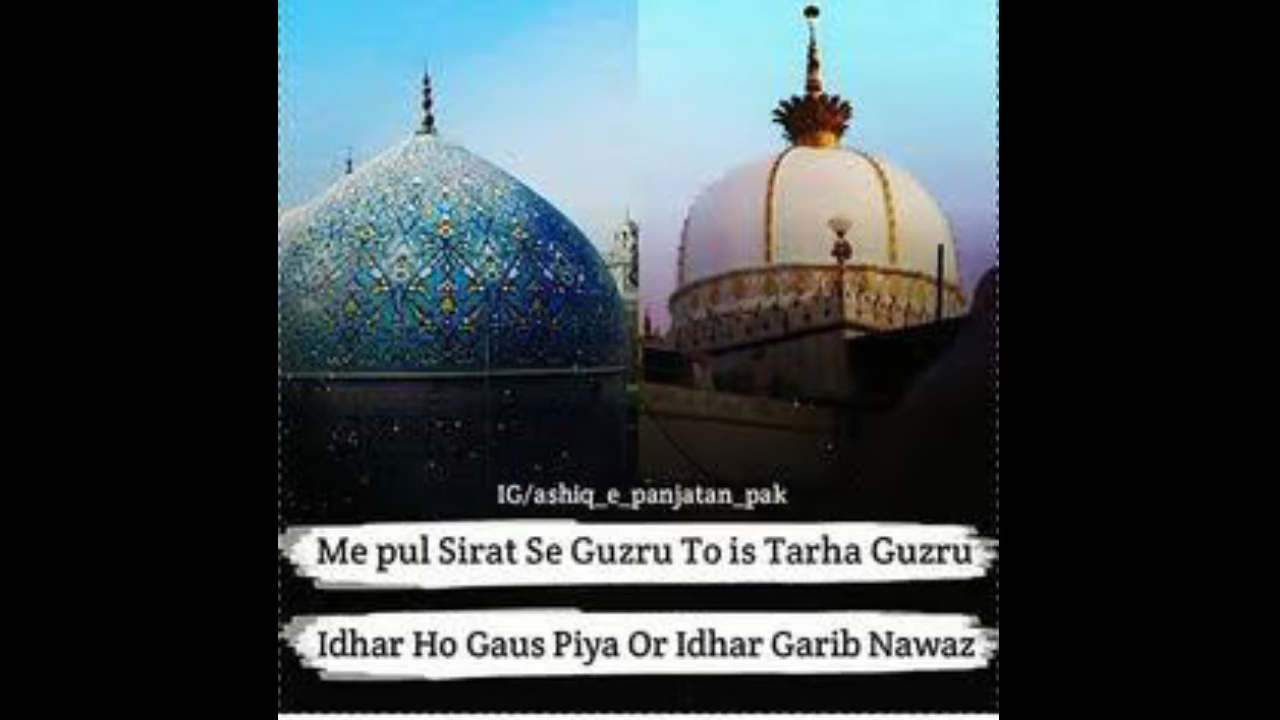 IG/ashiq_e_panjatan_pak
Me pul Sirat Se Guzru To is Tarha Guzru
Idhar Ho Gaus Piya Or Idhar Garib Nawaz